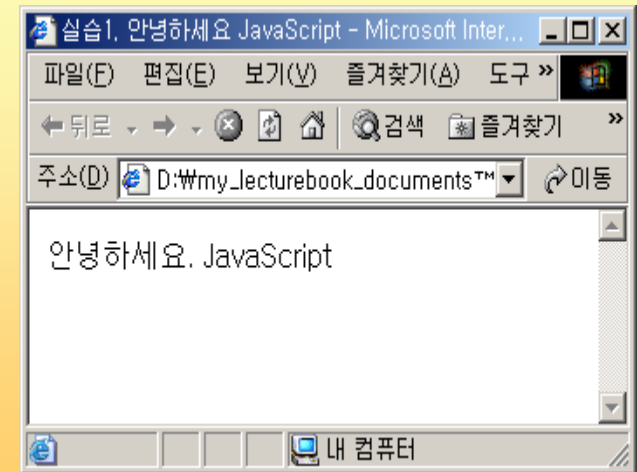 실습1, 안녕하세요 JavaScript - Microsoft Inter...
파일(F) 편집(E) 보기(V) 즐겨찾기(A) 도구 »
뒤로 검색 즐겨찾기 »
주소(D) D:₩my_lecturebook_documents™ 이동
안녕하세요. JavaScript
내 컴퓨터